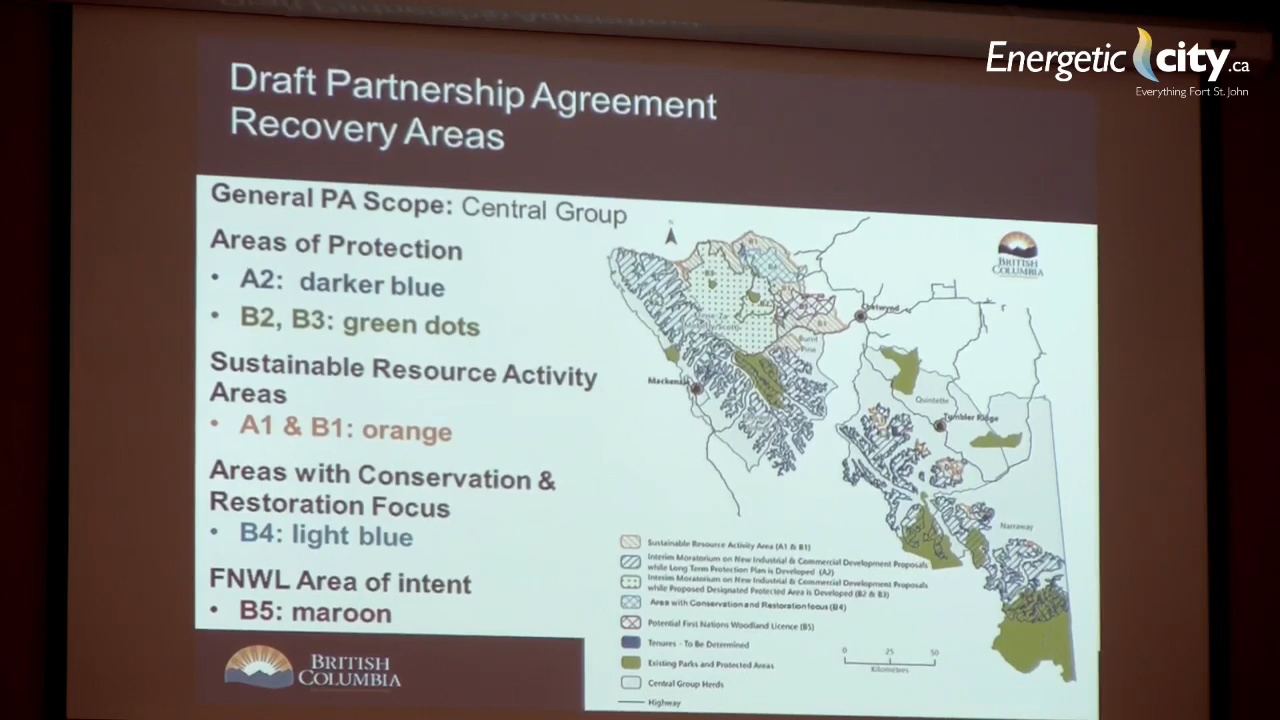 Energetic city.ca
Everything Fort St. John
Draft Partnership Agreement
Recovery Areas
General PA Scope: Central Group
Areas of Protection
• A2: darker blue
• B2, B3: green dots
Sustainable Resource Activity
Areas
• A1 & B1: orange
Areas with Conservation &
Restoration Focus
• B4: light blue
FNWL Area of intent
• B5: maroon
BRITISH
COLUMBIA
N
BRITISH
COLUMBIA
B1
Burnt
Pine
Mackenzie
Quintette
Tumbler Ridge
Narraway
Sustainable Resource Activity Area (A1 & B1)
Interim Moratorium on New Industrial & Commercial Development Proposals
while Long Term Protection Plan is Developed (A2)
Interim Moratorium on New Industrial & Commercial Development Proposals
while Proposed Designated Protected Area is Developed (B2 & B3)
Area with Conservation and Restoration focus (B4)
Potential First Nations Woodland Licence (B5)
Tenures - To Be Determined
Existing Parks and Protected Areas
Central Group Herds
Highway
0 25 50
Kilometres